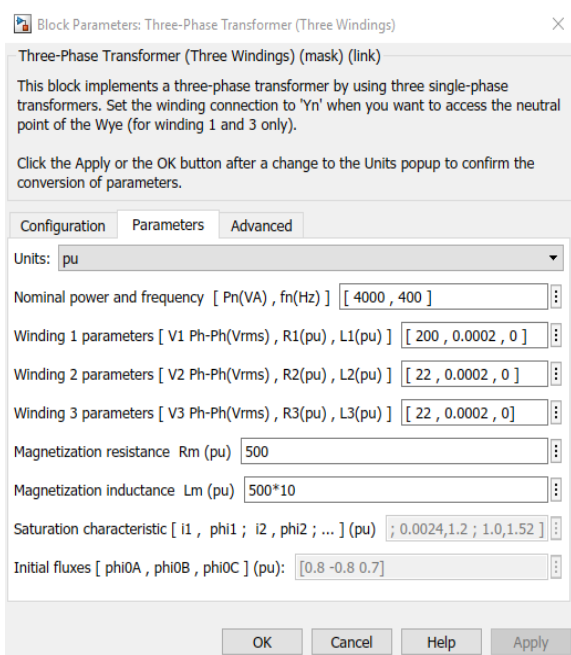 Block Parameters: Three-Phase Transformer (Three Windings)
Three-Phase Transformer (Three Windings) (mask) (link)
This block implements a three-phase transformer by using three single-phase
transformers. Set the winding connection to 'Yn' when you want to access the neutral
point of the Wye (for winding 1 and 3 only).
Click the Apply or the OK button after a change to the Units popup to confirm the
conversion of parameters.
Configuration Parameters Advanced
Units: pu
Nominal power and frequency [ Pn(VA) , fn(Hz) ] [ 4000 , 400 ]
Winding 1 parameters [ V1 Ph-Ph(Vrms) , R1(pu) , L1(pu) ] [ 200 , 0.0002 , 0 ]
Winding 2 parameters [ V2 Ph-Ph(Vrms) , R2(pu) , L2(pu) ] [ 22 , 0.0002 , 0 ]
Winding 3 parameters [ V3 Ph-Ph(Vrms) , R3(pu) , L3(pu) ] [ 22 , 0.0002 , 0]
Magnetization resistance Rm (pu) 500
Magnetization inductance Lm (pu) 500*10
Saturation characteristic [ i1 , phi1 ; i2 , phi2 ; ... ] (pu) ; 0.0024,1.2 ; 1.0,1.52 ]
Initial fluxes [ phi0A , phi0B , phi0C ] (pu): [0.8 -0.8 0.7]
OK Cancel Help Apply